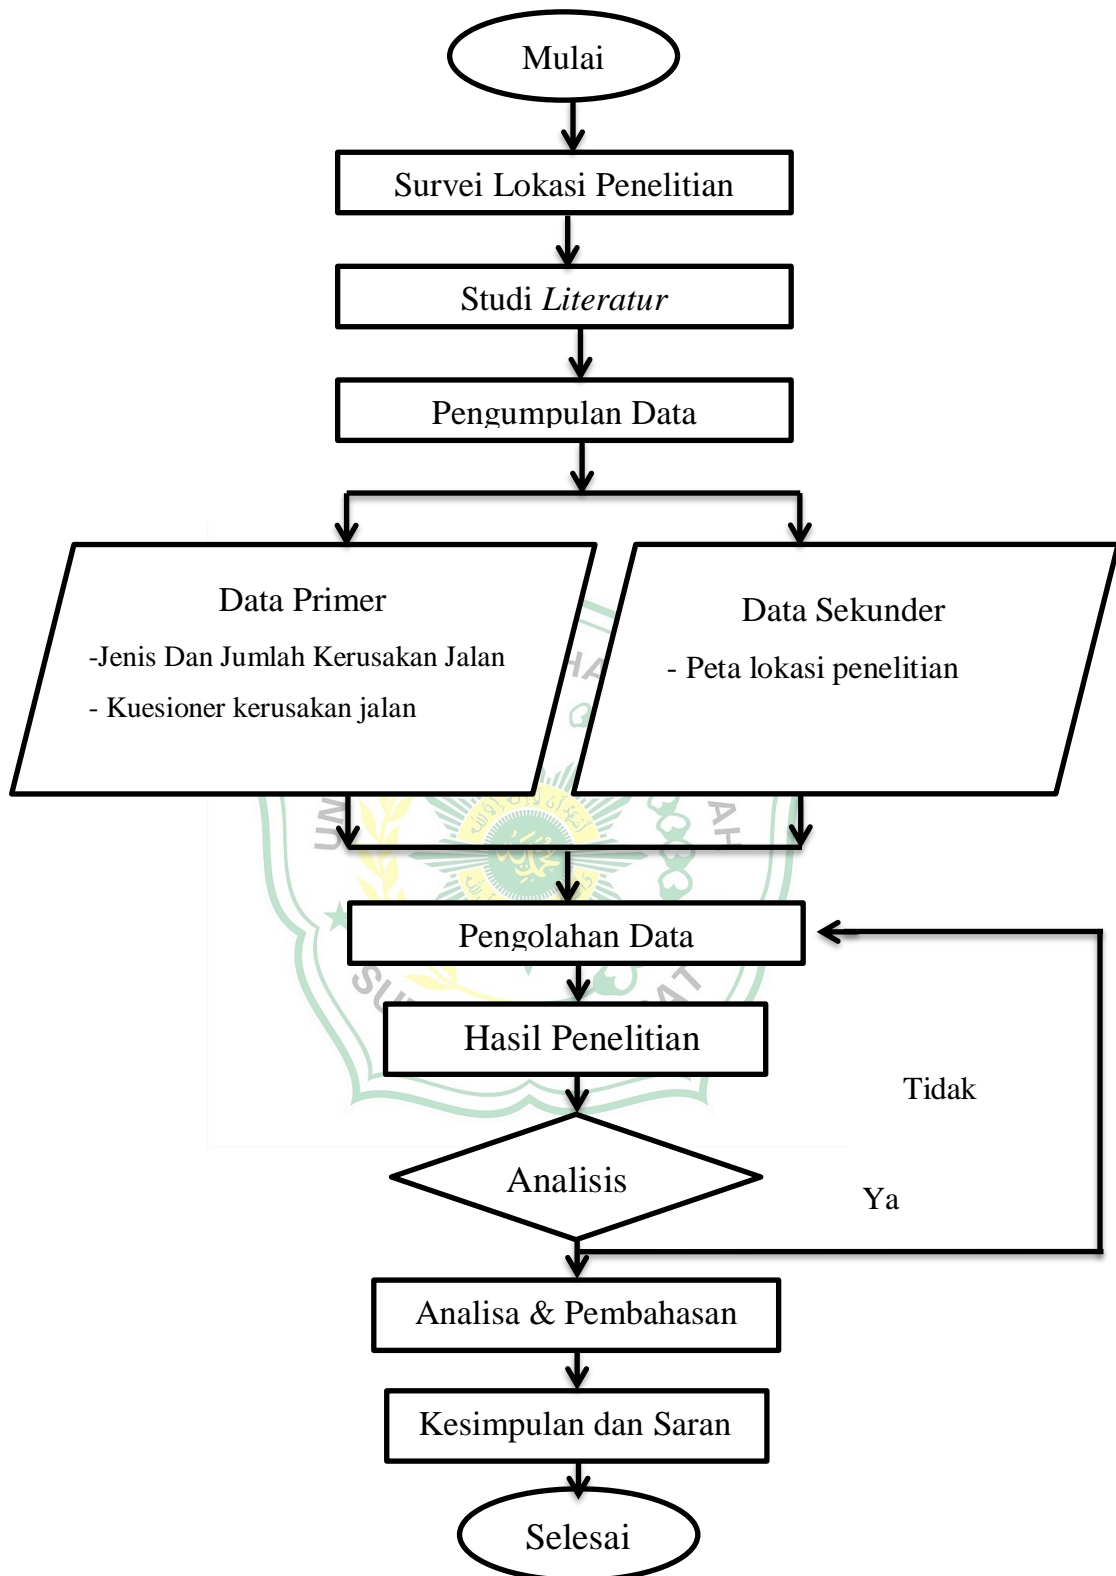 Mulai
Survei Lokasi Penelitian
Studi Literatur
Pengumpulan Data
Data Primer
-Jenis Dan Jumlah Kerusakan Jalan
- Kuesioner kerusakan jalan
Data Sekunder
- Peta lokasi penelitian
Pengolahan Data
Hasil Penelitian
Tidak
Analisis
Ya
Analisa & Pembahasan
Kesimpulan dan Saran
Selesai